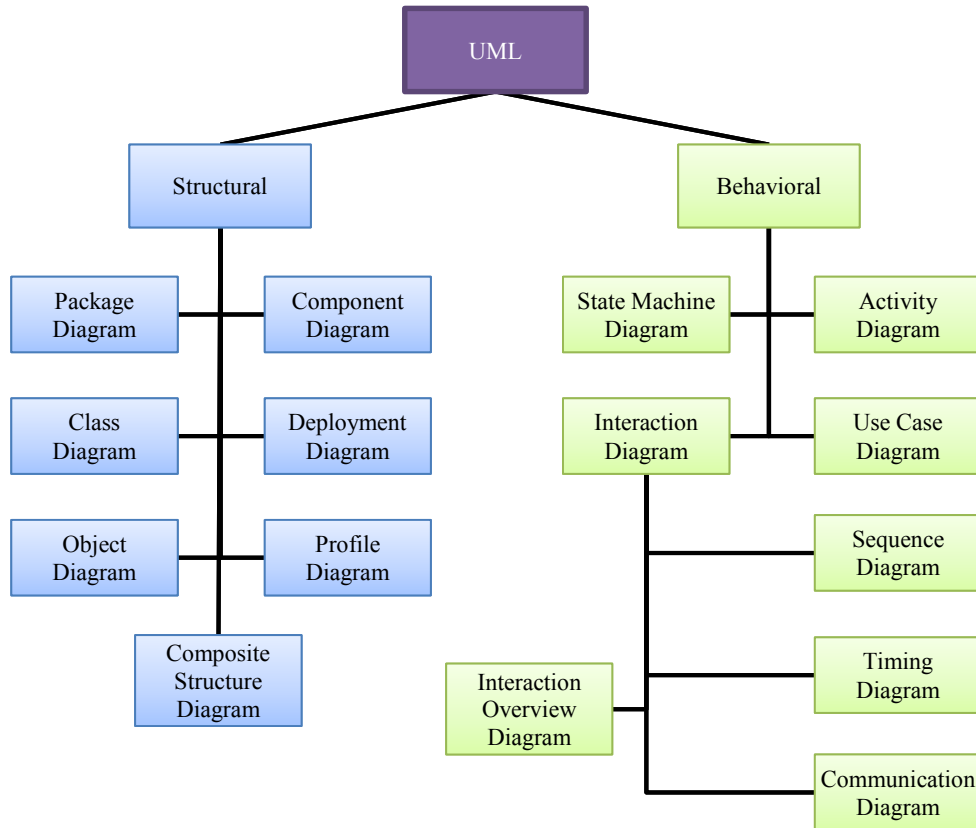 UML
Structural
Behavioral
Package
Diagram
Component
Diagram
State Machine
Diagram
Activity
Diagram
Class
Diagram
Deployment
Diagram
Interaction
Diagram
Use Case
Diagram
Object
Diagram
Profile
Diagram
Sequence
Diagram
Composite
Structure
Diagram
Interaction
Overview
Diagram
Timing
Diagram
Communication
Diagram